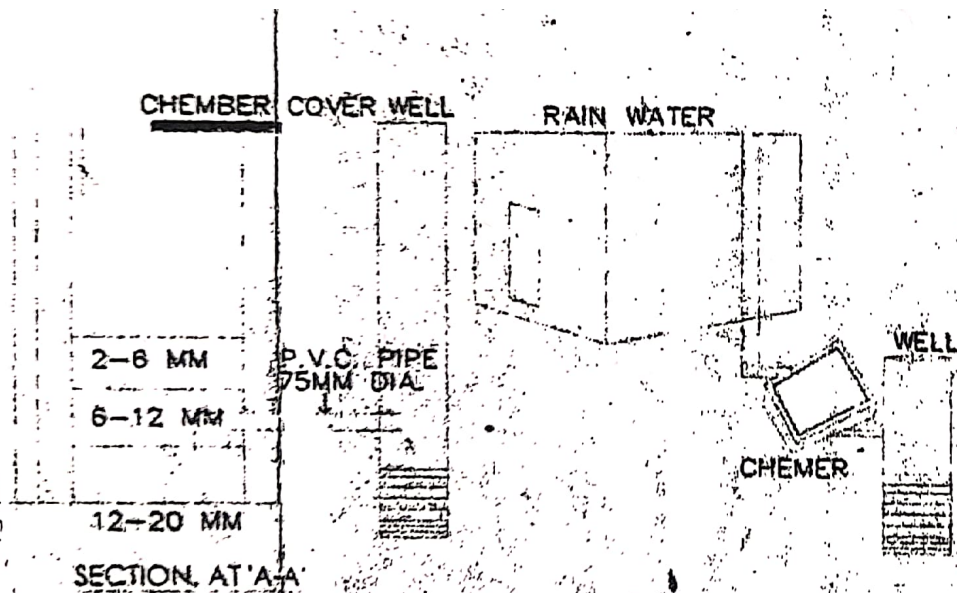 CHEMBER COVER WELL
RAIN WATER
2-6 MM
P.V.C. PIPE
75MM DIA.
6-12 MM
12-20 MM
SECTION AT 'A-A'
WELL
CHEMER